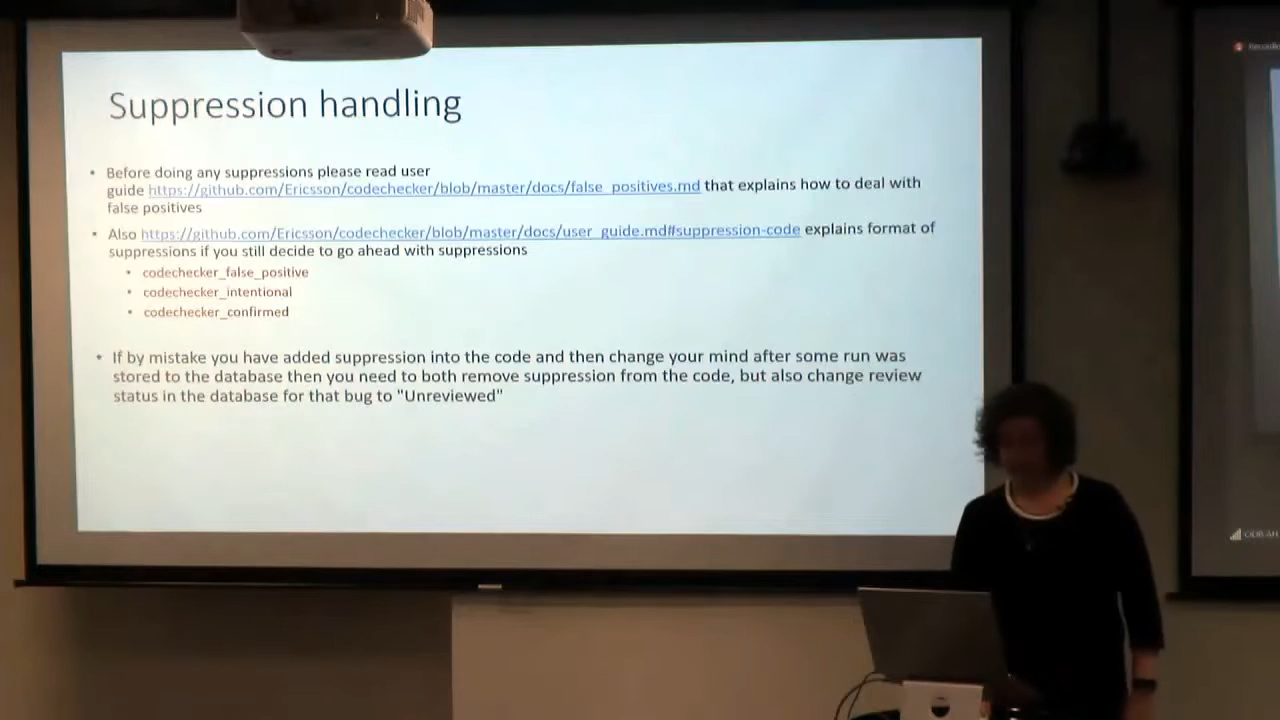 Suppression handling
• Before doing any suppressions please read user
guide https://github.com/Ericsson/codechecker/blob/master/docs/false_positives.md that explains how to deal with
false positives
• Also https://github.com/Ericsson/codechecker/blob/master/docs/user_guide.md#suppression-code explains format of
suppressions if you still decide to go ahead with suppressions
• codechecker_false_positive
• codechecker_intentional
• codechecker_confirmed
• If by mistake you have added suppression into the code and then change your mind after some run was
stored to the database then you need to both remove suppression from the code, but also change review
status in the database for that bug to "Unreviewed"